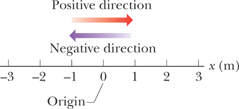 Positive direction
Negative direction
x (m)
−3 −2 −1 0 1 2 3
Origin